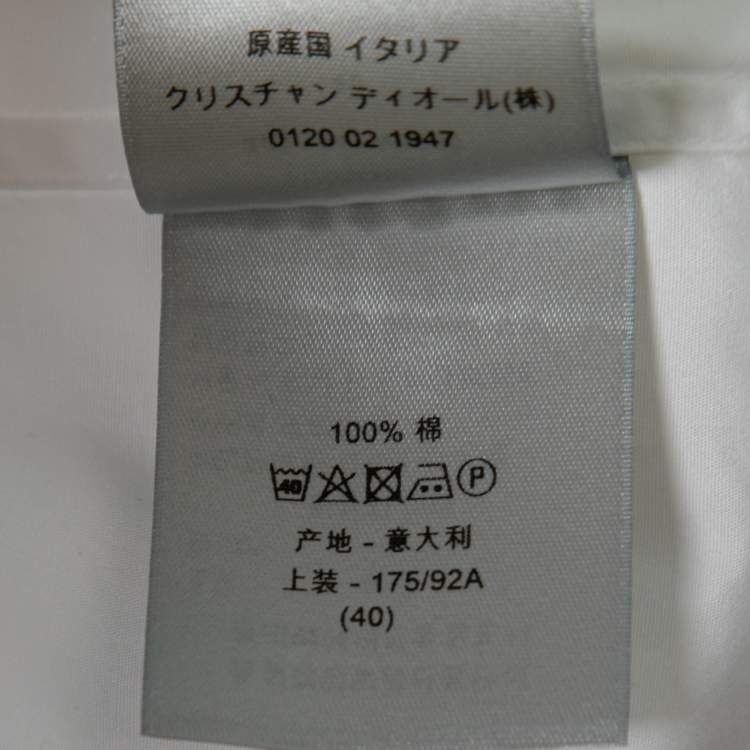 原産国 イタリア
クリスチャン ディオール(株)
0120 02 1947
100% 棉
40 P
产地 - 意大利
上装 - 175/92A
(40)